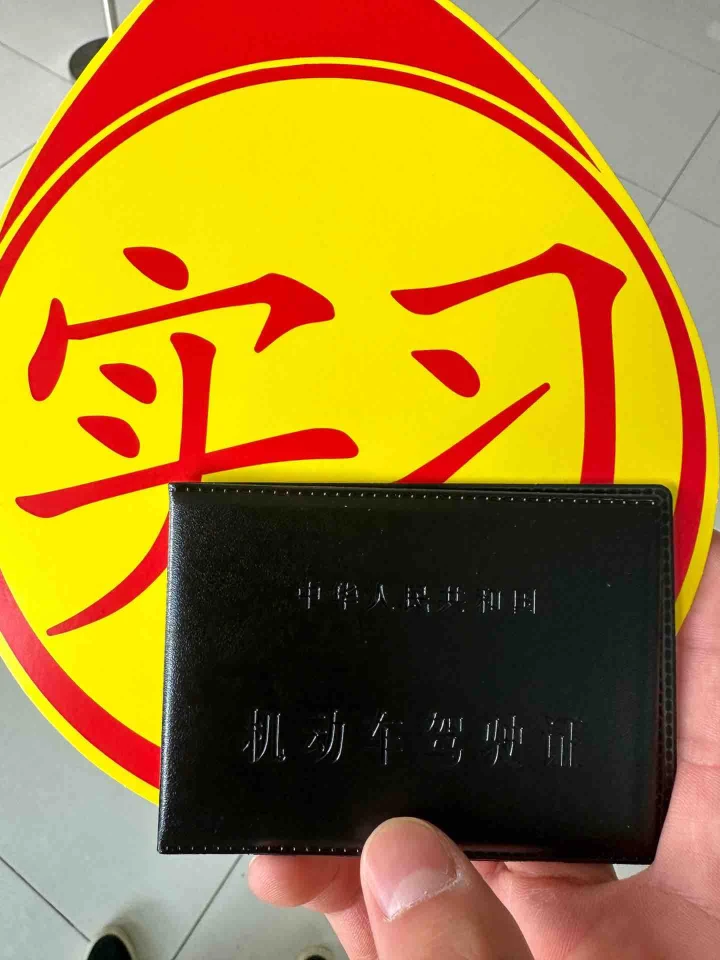 实习
中华人民共和国
机动车驾驶证